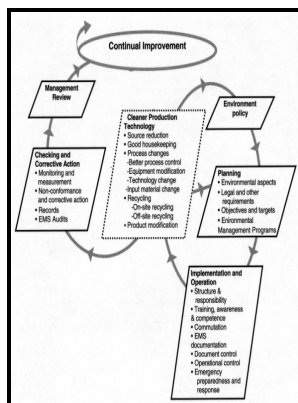 Continual Improvement
Management
Review
Cleaner Production
Technology
• Source reduction
• Good housekeeping
• Process changes
-Better process control
-Equipment modification
-Technology change
-Input material change
• Recycling
-On-site recycling
-Off-site recycling
• Product modification
Environment
policy
Checking and
Corrective Action
• Monitoring and
measurement
• Non-conformance
and corrective action
• Records
• EMS Audits
Planning
• Environmental aspects
• Legal and other
requirements
• Objectives and targets
• Enironmental
Management Programs
Implementation and
Operation
• Structure &
responsibility
• Training, awareness
& competence
• Commutation
• EMS
documentation
• Document control
• Operational control
• Emergency
preparedness and
response